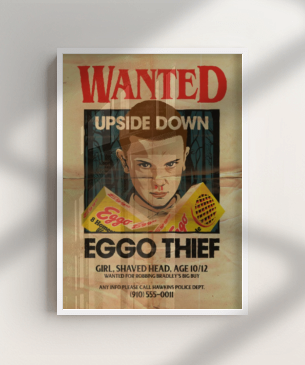 WANTED
UPSIDE DOWN
Eggo
EGGO THIEF
GIRL, SHAVED HEAD, AGE 10/12
WANTED FOR ROBBING BRADLEY'S BIG BUY
ANY INFO PLEASE CALL HAWKINS POLICE DEPT.
(910) 555-0011